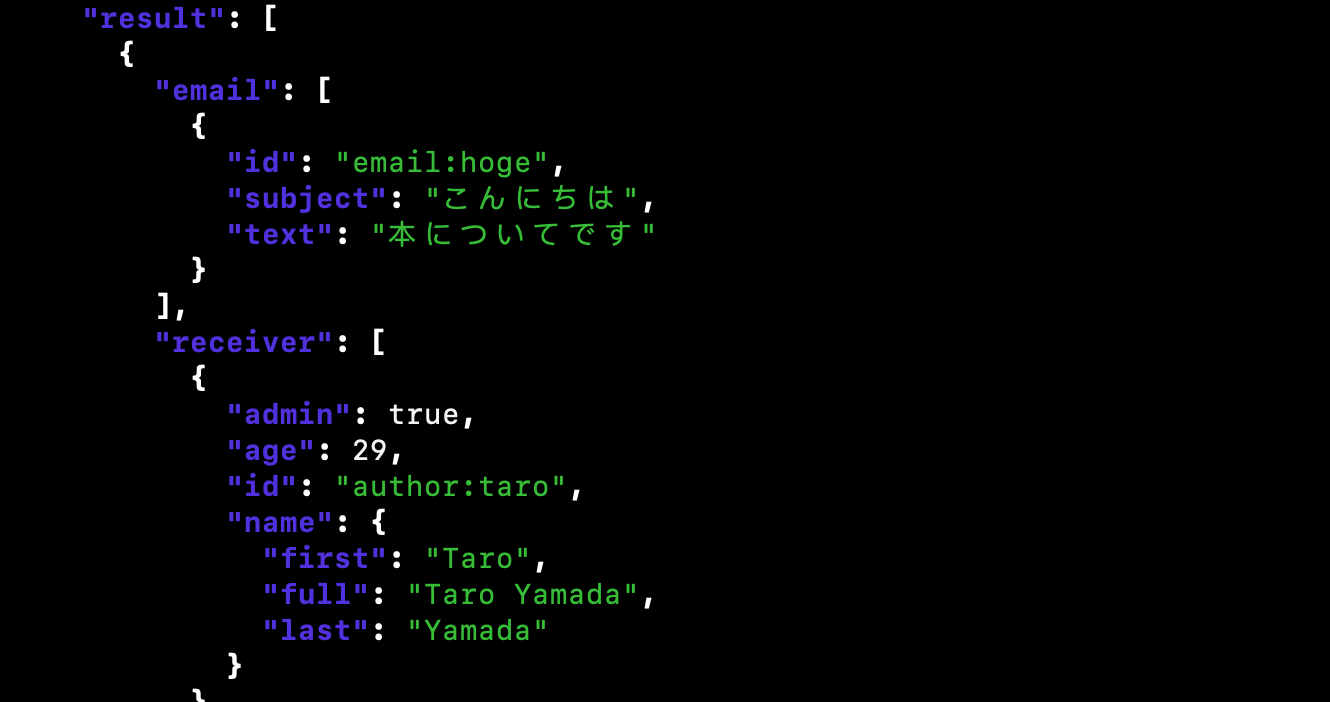 "result": [
{
"email": [
{
"id": "email:hoge",
"subject": "こんにちは",
"text": "本についてです"
}
],
"receiver": [
{
"admin": true,
"age": 29,
"id": "author:taro",
"name": {
"first": "Taro",
"full": "Taro Yamada",
"last": "Yamada"
}
}